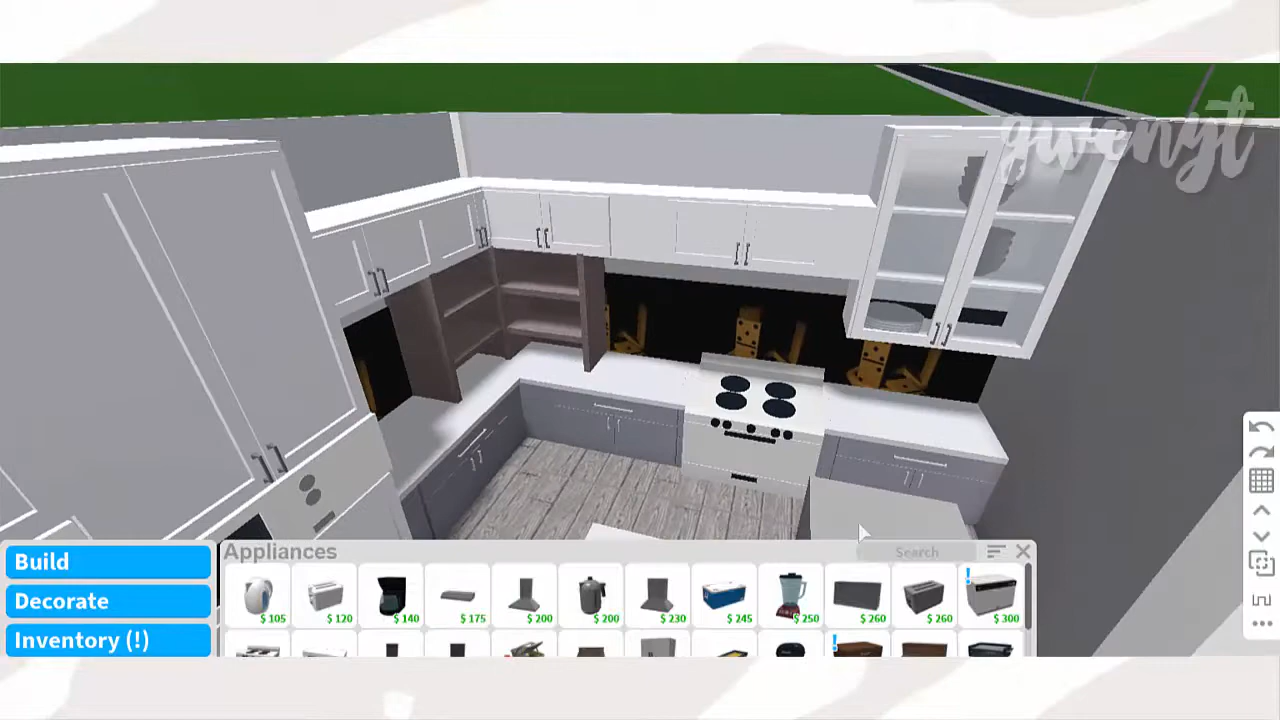 gwenyt
Build
Decorate
Inventory (!)
Appliances
Search
$ 105
$ 120
$ 140
$ 175
$ 200
$ 200
$ 230
$ 245
$ 250
$ 260
$ 260
$ 300